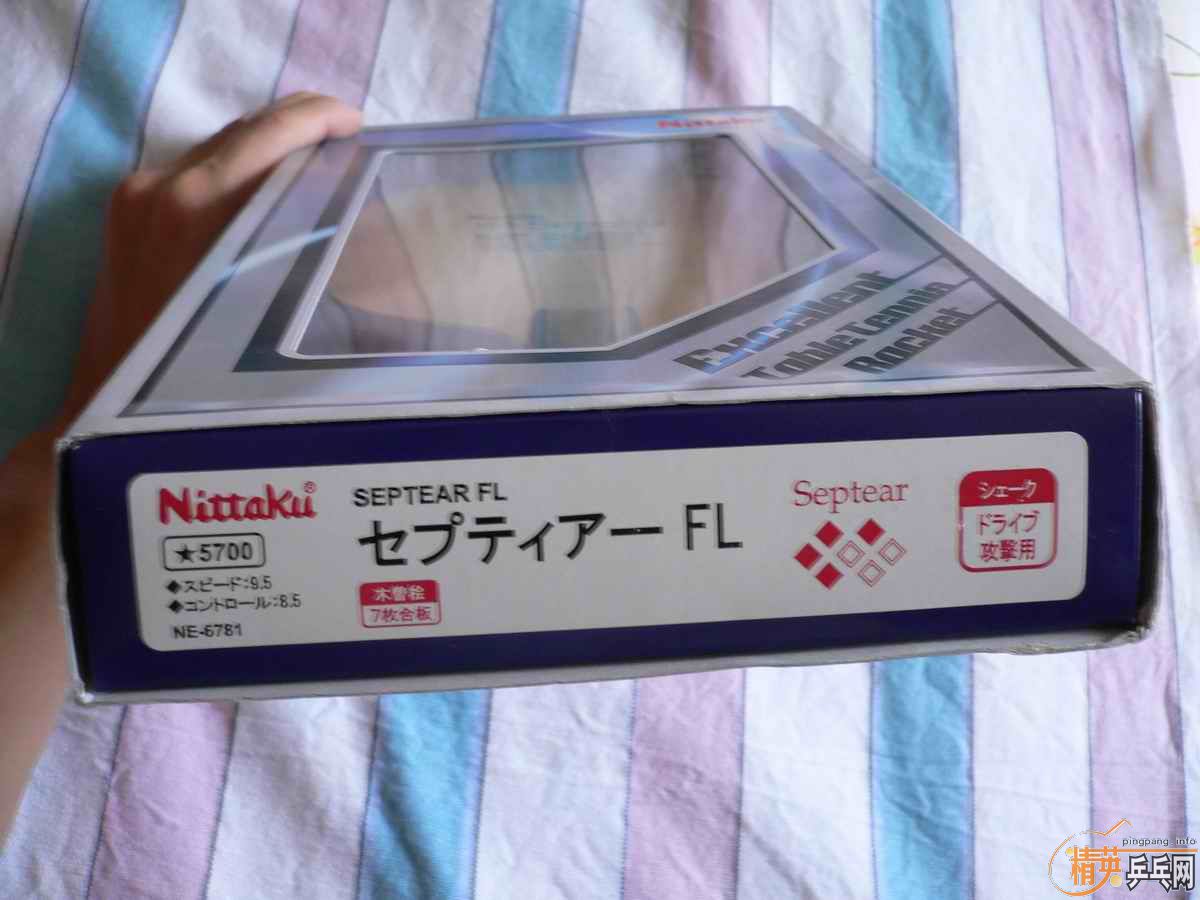 Nittaku
Excellent
Table Tennis
Racket
Nittaku®
★5700
◆スピード:9.5
◆コントロール:8.5
NE-6781
SEPTEAR FL
セプティアー FL
木曽桧
7枚合板
Septear
シェーク
ドライブ
攻撃用
pingpang.info
精英乒乓网